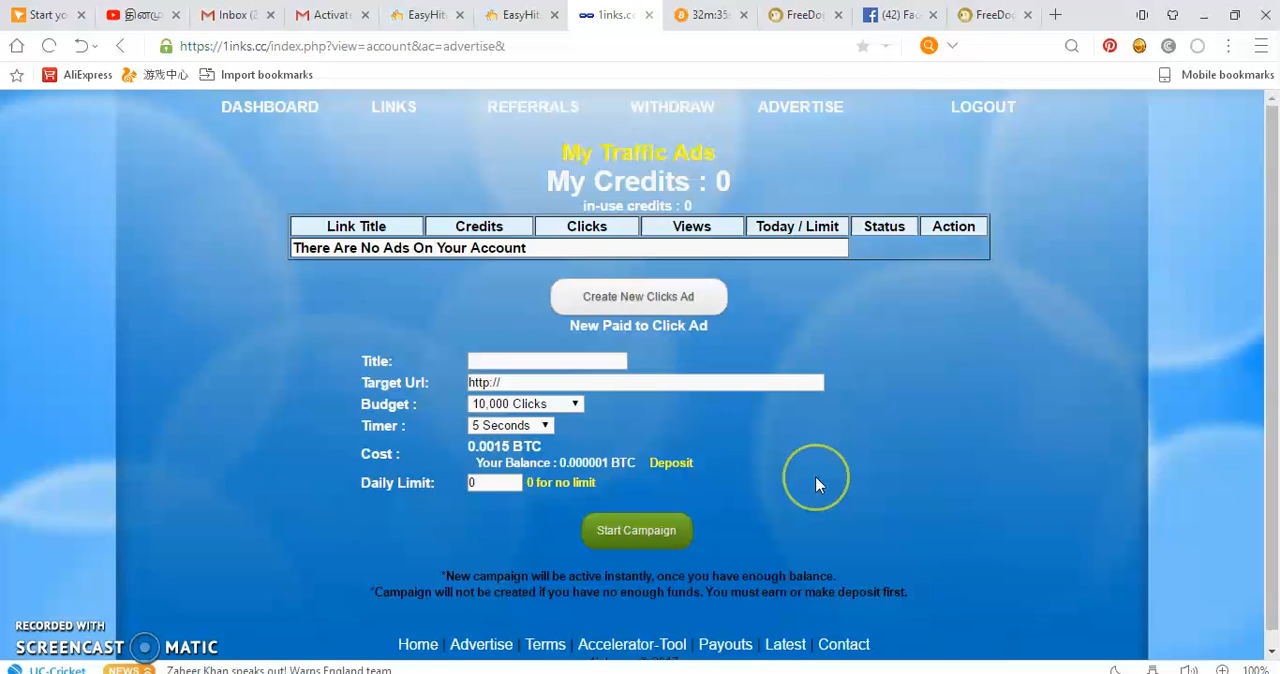 Start yo
இனமு
Inbox (2
Activate
EasyHit
EasyHit
1inks.cc
32m:35s
FreeDog
(42) Fac
FreeDog
https://1inks.cc/index.php?view=account&ac=advertise&
AliExpress 游戏中心 Import bookmarks Mobile bookmarks
DASHBOARD LINKS REFERRALS WITHDRAW ADVERTISE LOGOUT
My Traffic Ads
My Credits : 0
in-use credits : 0
Link Title Credits Clicks Views Today / Limit Status Action
There Are No Ads On Your Account
Create New Clicks Ad
New Paid to Click Ad
Title:
Target Url: http://
Budget : 10,000 Clicks
Timer : 5 Seconds
Cost : 0.0015 BTC
Your Balance : 0.000001 BTC Deposit
Daily Limit: 0 0 for no limit
Start Campaign
*New campaign will be active instantly, once you have enough balance.
*Campaign will not be created if you have no enough funds. You must earn or make deposit first.
RECORDED WITH
SCREENCAST MATIC
Home | Advertise | Terms | Accelerator-Tool | Payouts | Latest | Contact
UC-Cricket NEWS Zaheer Khan speaks out! Warns England team 100%